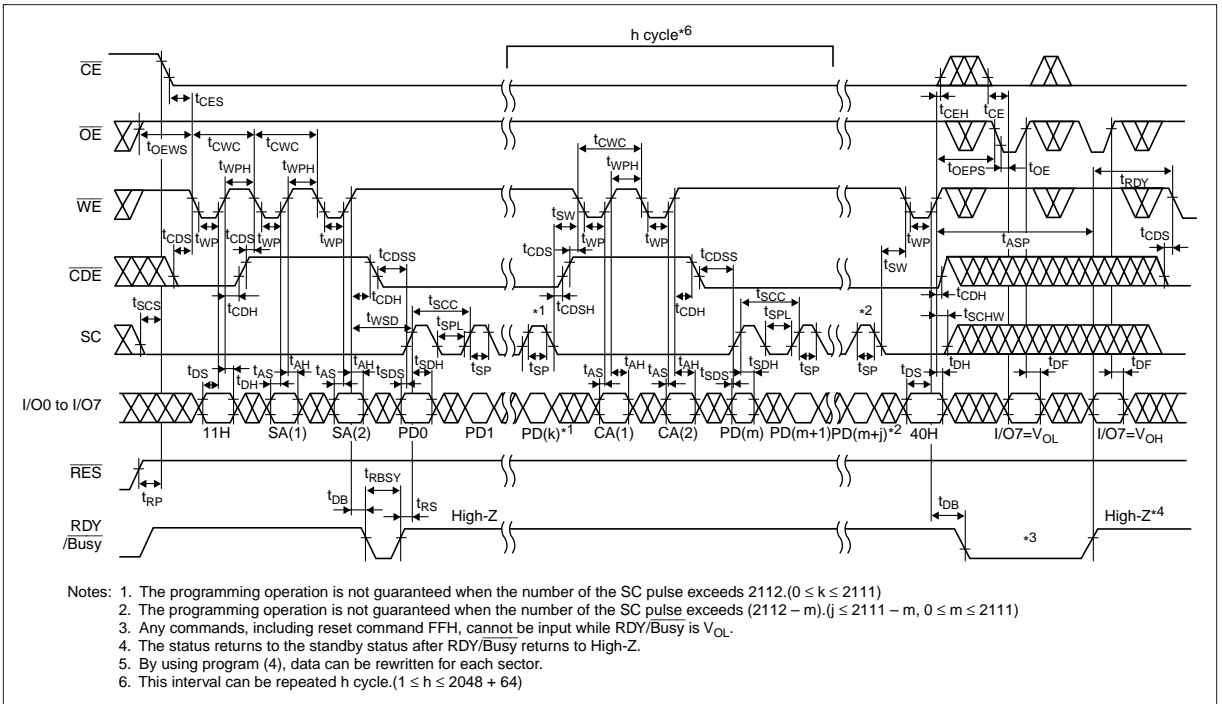 h cycle*6
CE
tCES
tCEH
tCE
OE
tOEWS
tCWC
tCWC
tCWC
tWPH
tWPH
tWPH
tOEPS
tOE
tRDY
WE
tCDS
tWP
tCDS
tWP
tWP
tSW
tCDS
tWP
tWP
tSW
tWP
tASP
tCDS
CDE
tSCS
tCDH
tCDSS
tCDH
tWSD
tSCC
tSPL
*1
tCDSH
tCDSS
tCDH
tSCC
tSPL
*2
tCDH
tSCHW
SC
tDS
tDH
tAS
tAH
tAS
tAH
tSDS
tSDH
tSP
tSP
tAS
tAH
tAS
tAH
tSDS
tSDH
tSP
tSP
tDS
tDH
tDF
tDF
I/O0 to I/O7
11H SA(1) SA(2) PD0 PD1 PD(k)*1 CA(1) CA(2) PD(m) PD(m+1) PD(m+j)*2 40H I/O7=VOL I/O7=VOH
RES
tRP
tDB
tRBSY
tRS
tDB
RDY
/Busy
High-Z
*3
High-Z*4
Notes: 1. The programming operation is not guaranteed when the number of the SC pulse exceeds 2112.(0 ≤ k ≤ 2111)
2. The programming operation is not guaranteed when the number of the SC pulse exceeds (2112 – m).(j ≤ 2111 – m, 0 ≤ m ≤ 2111)
3. Any commands, including reset command FFH, cannot be input while RDY/Busy is VOL.
4. The status returns to the standby status after RDY/Busy returns to High-Z.
5. By using program (4), data can be rewritten for each sector.
6. This interval can be repeated h cycle.(1 ≤ h ≤ 2048 + 64)